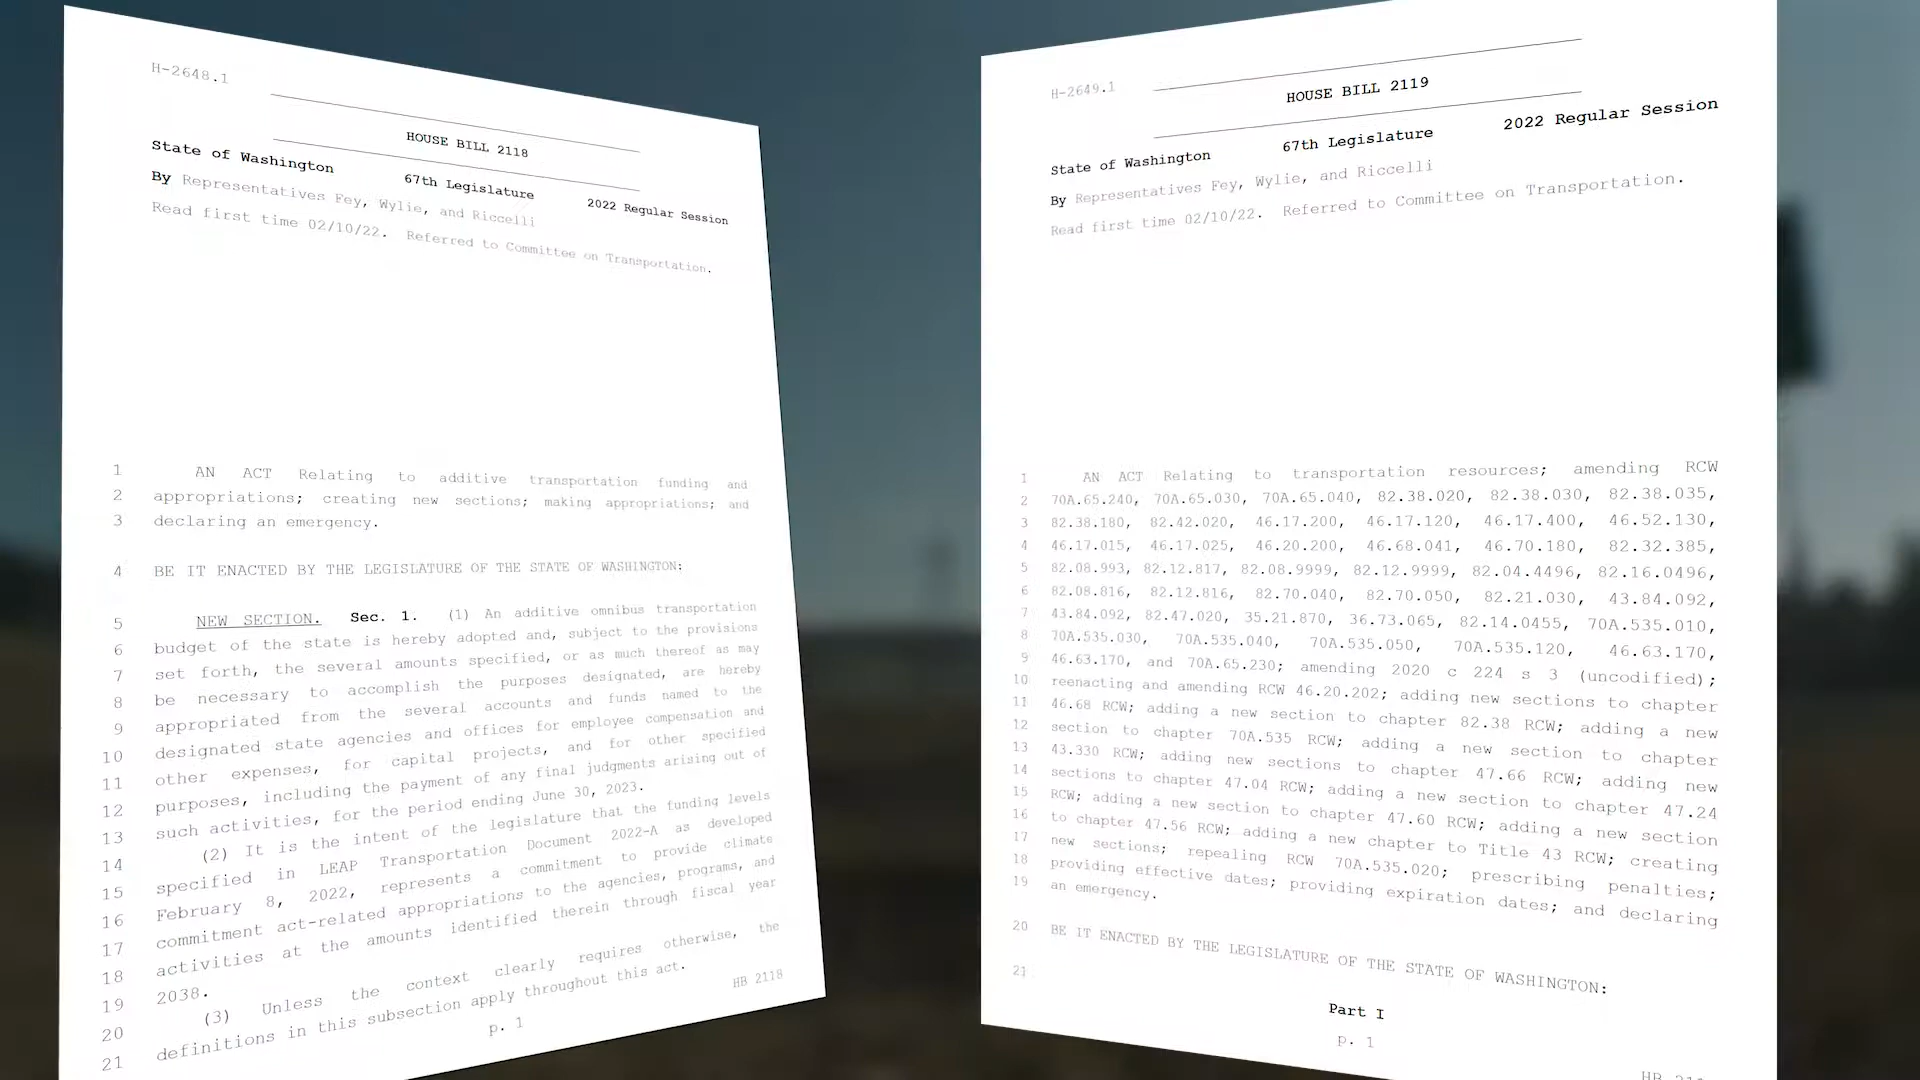 H-2648.1
HOUSE BILL 2118
State of Washington 67th Legislature 2022 Regular Session
By Representatives Fey, Wylie, and Riccelli
Read first time 02/10/22. Referred to Committee on Transportation.
1 AN ACT Relating to additive transportation funding and
2 appropriations; creating new sections; making appropriations; and
3 declaring an emergency.
4 BE IT ENACTED BY THE LEGISLATURE OF THE STATE OF WASHINGTON:
5 NEW SECTION. Sec. 1. (1) An additive omnibus transportation
6 budget of the state is hereby adopted and, subject to the provisions
7 set forth, the several amounts specified, or as much thereof as may
8 be necessary to accomplish the purposes designated, are hereby
9 appropriated from the several accounts and funds named to the
10 designated state agencies and offices for employee compensation and
11 other expenses, for capital projects, and for other specified
12 purposes, including the payment of any final judgments arising out of
13 such activities, for the period ending June 30, 2023.
14 (2) It is the intent of the legislature that the funding levels
15 specified in LEAP Transportation Document 2022-A as developed
16 February 8, 2022, represents a commitment to provide climate
17 commitment act-related appropriations to the agencies, programs, and
18 activities at the amounts identified therein through fiscal year
19 2038.
20 (3) Unless the context clearly requires otherwise, the
21 definitions in this subsection apply throughout this act.
p. 1
HB 2118
H-2649.1
HOUSE BILL 2119
State of Washington 67th Legislature 2022 Regular Session
By Representatives Fey, Wylie, and Riccelli
Read first time 02/10/22. Referred to Committee on Transportation.
1 AN ACT Relating to transportation resources; amending RCW
2 70A.65.240, 70A.65.030, 70A.65.040, 82.38.020, 82.38.030, 82.38.035,
3 82.38.180, 82.42.020, 46.17.200, 46.17.120, 46.17.400, 46.52.130,
4 46.17.015, 46.17.025, 46.20.200, 46.68.041, 46.70.180, 82.32.385,
5 82.08.993, 82.12.817, 82.08.9999, 82.12.9999, 82.04.4496, 82.16.0496,
6 82.08.816, 82.12.816, 82.70.040, 82.70.050, 82.21.030, 43.84.092,
7 43.84.092, 82.47.020, 35.21.870, 36.73.065, 82.14.0455, 70A.535.010,
8 70A.535.030, 70A.535.040, 70A.535.050, 70A.535.120, 46.63.170,
9 46.63.170, and 70A.65.230; amending 2020 c 224 s 3 (uncodified);
10 reenacting and amending RCW 46.20.202; adding new sections to chapter
11 46.68 RCW; adding a new section to chapter 82.38 RCW; adding a new
12 section to chapter 70A.535 RCW; adding a new section to chapter
13 43.330 RCW; adding new sections to chapter 47.66 RCW; adding new
14 sections to chapter 47.04 RCW; adding a new section to chapter 47.24
15 RCW; adding a new section to chapter 47.60 RCW; adding a new section
16 to chapter 47.56 RCW; adding a new chapter to Title 43 RCW; creating
17 new sections; repealing RCW 70A.535.020; prescribing penalties;
18 providing effective dates; providing expiration dates; and declaring
19 an emergency.
20 BE IT ENACTED BY THE LEGISLATURE OF THE STATE OF WASHINGTON:
21
Part I
p. 1
HB